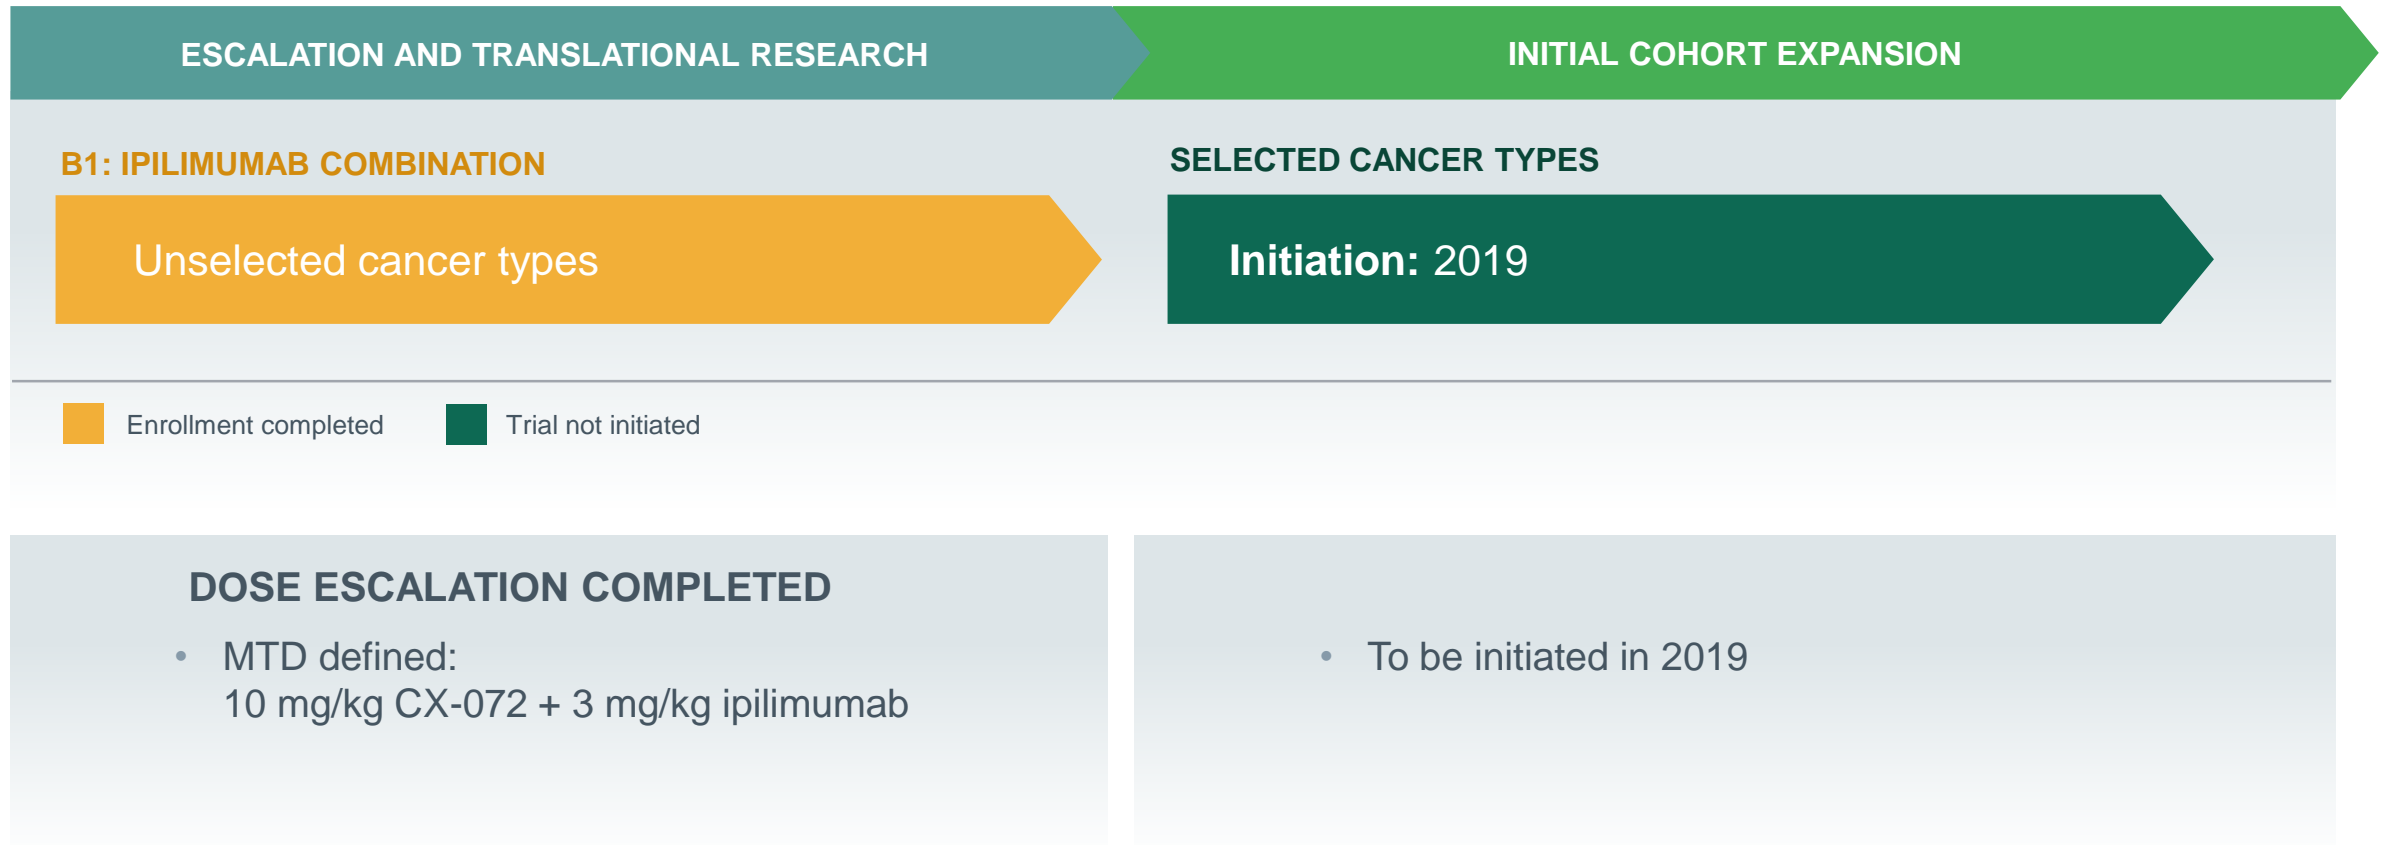 ESCALATION AND TRANSLATIONAL RESEARCH
INITIAL COHORT EXPANSION
B1: IPILIMUMAB COMBINATION
Unselected cancer types
SELECTED CANCER TYPES
Initiation: 2019
Enrollment completed
Trial not initiated
DOSE ESCALATION COMPLETED
• MTD defined:
10 mg/kg CX-072 + 3 mg/kg ipilimumab
• To be initiated in 2019